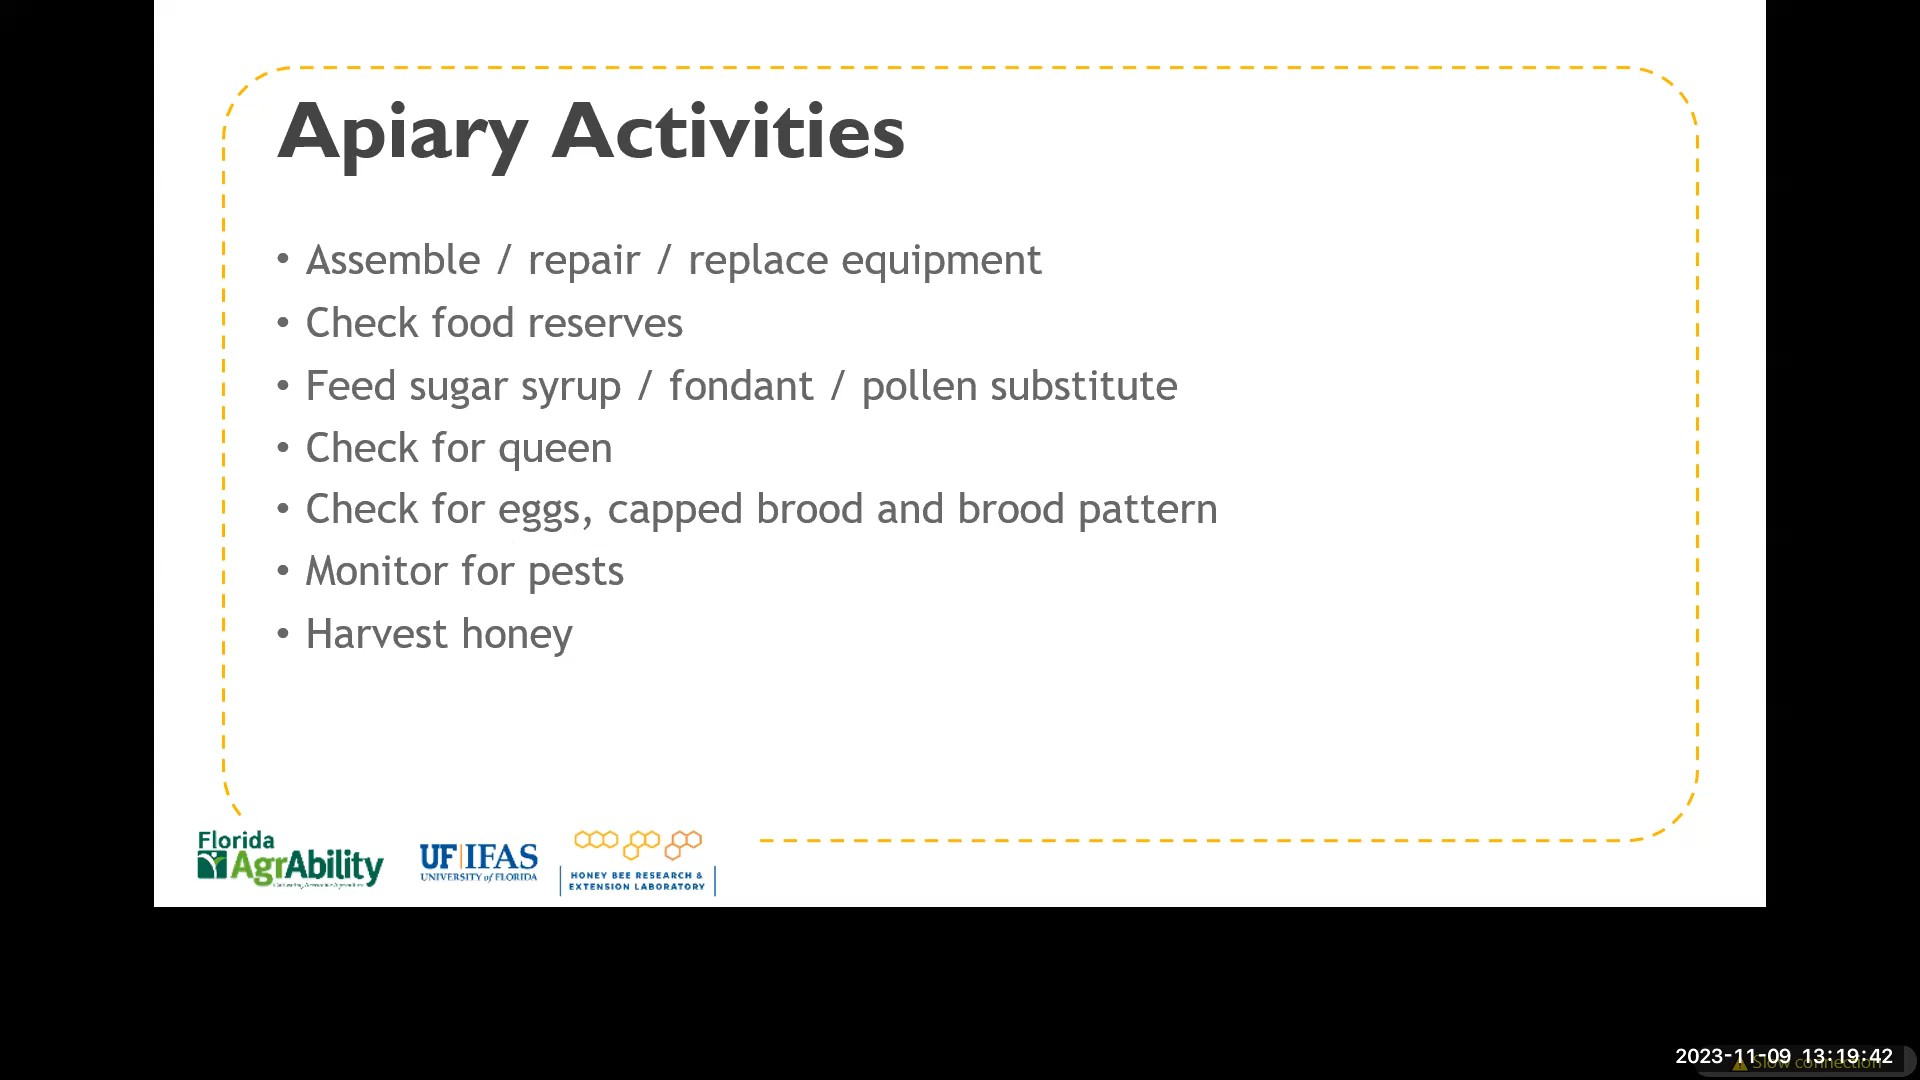 Apiary Activities
• Assemble / repair / replace equipment
• Check food reserves
• Feed sugar syrup / fondant / pollen substitute
• Check for queen
• Check for eggs, capped brood and brood pattern
• Monitor for pests
• Harvest honey
Florida
AgrAbility
UF|IFAS
UNIVERSITY of FLORIDA
HONEY BEE RESEARCH &
EXTENSION LABORATORY
2023-11-09 13:19:42
Slow connection